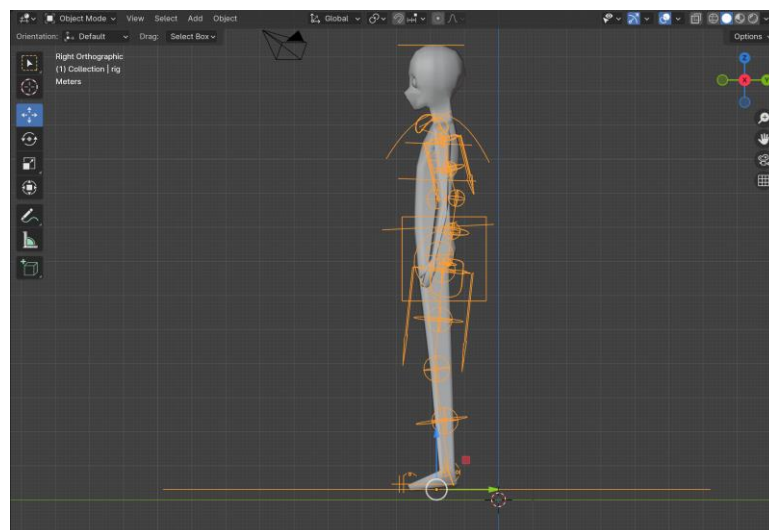 Object Mode View Select Add Object Global
Orientation: Default Drag: Select Box Options
Right Orthographic
(1) Collection | rig
Meters
Z
X
Y